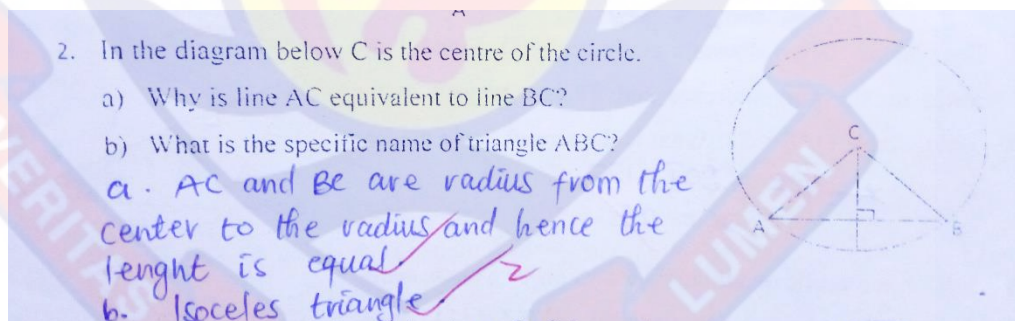 A
2. In the diagram below C is the centre of the circle.
a) Why is line AC equivalent to line BC?
b) What is the specific name of triangle ABC?
a. AC and BC are radius from the
center to the radius and hence the
lenght is equal.
b. Isoceles triangle
2
C
A
B
VERITAS
LUMEN